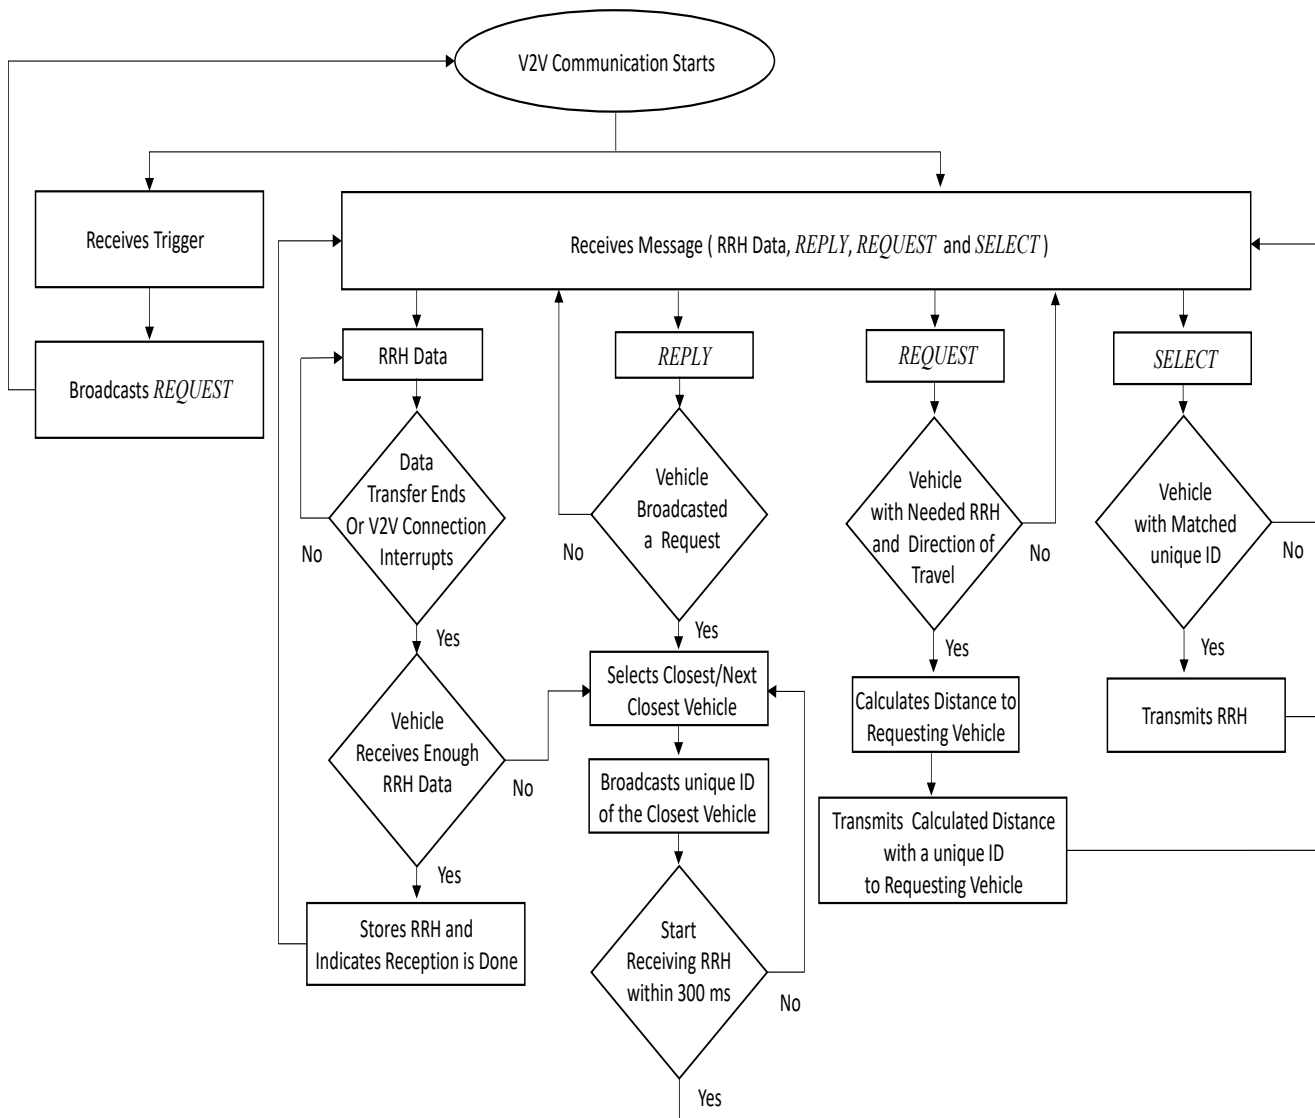 V2V Communication Starts
Receives Trigger
Broadcasts REQUEST
Receives Message ( RRH Data, REPLY, REQUEST and SELECT )
RRH Data
Data
Transfer Ends
Or V2V Connection
Interrupts
No
Yes
Vehicle
Receives Enough
RRH Data
No
Yes
Stores RRH and
Indicates Reception is Done
REPLY
Vehicle
Broadcasted
a Request
No
Yes
Selects Closest/Next
Closest Vehicle
Broadcasts unique ID
of the Closest Vehicle
Start
Receiving RRH
within 300 ms
No
Yes
REQUEST
Vehicle
with Needed RRH
and Direction of
Travel
No
Yes
Calculates Distance to
Requesting Vehicle
Transmits Calculated Distance
with a unique ID
to Requesting Vehicle
SELECT
Vehicle
with Matched
unique ID
No
Yes
Transmits RRH